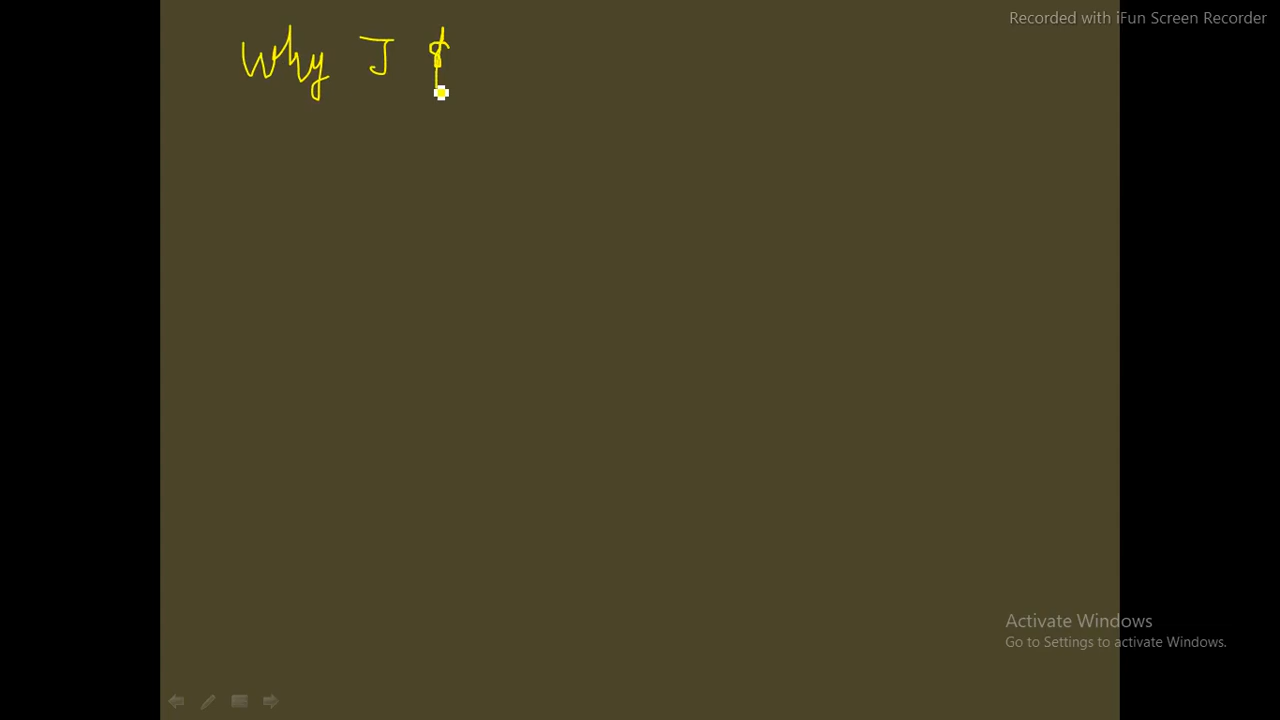 Recorded with iFun Screen Recorder
Why J
Activate Windows
Go to Settings to activate Windows.